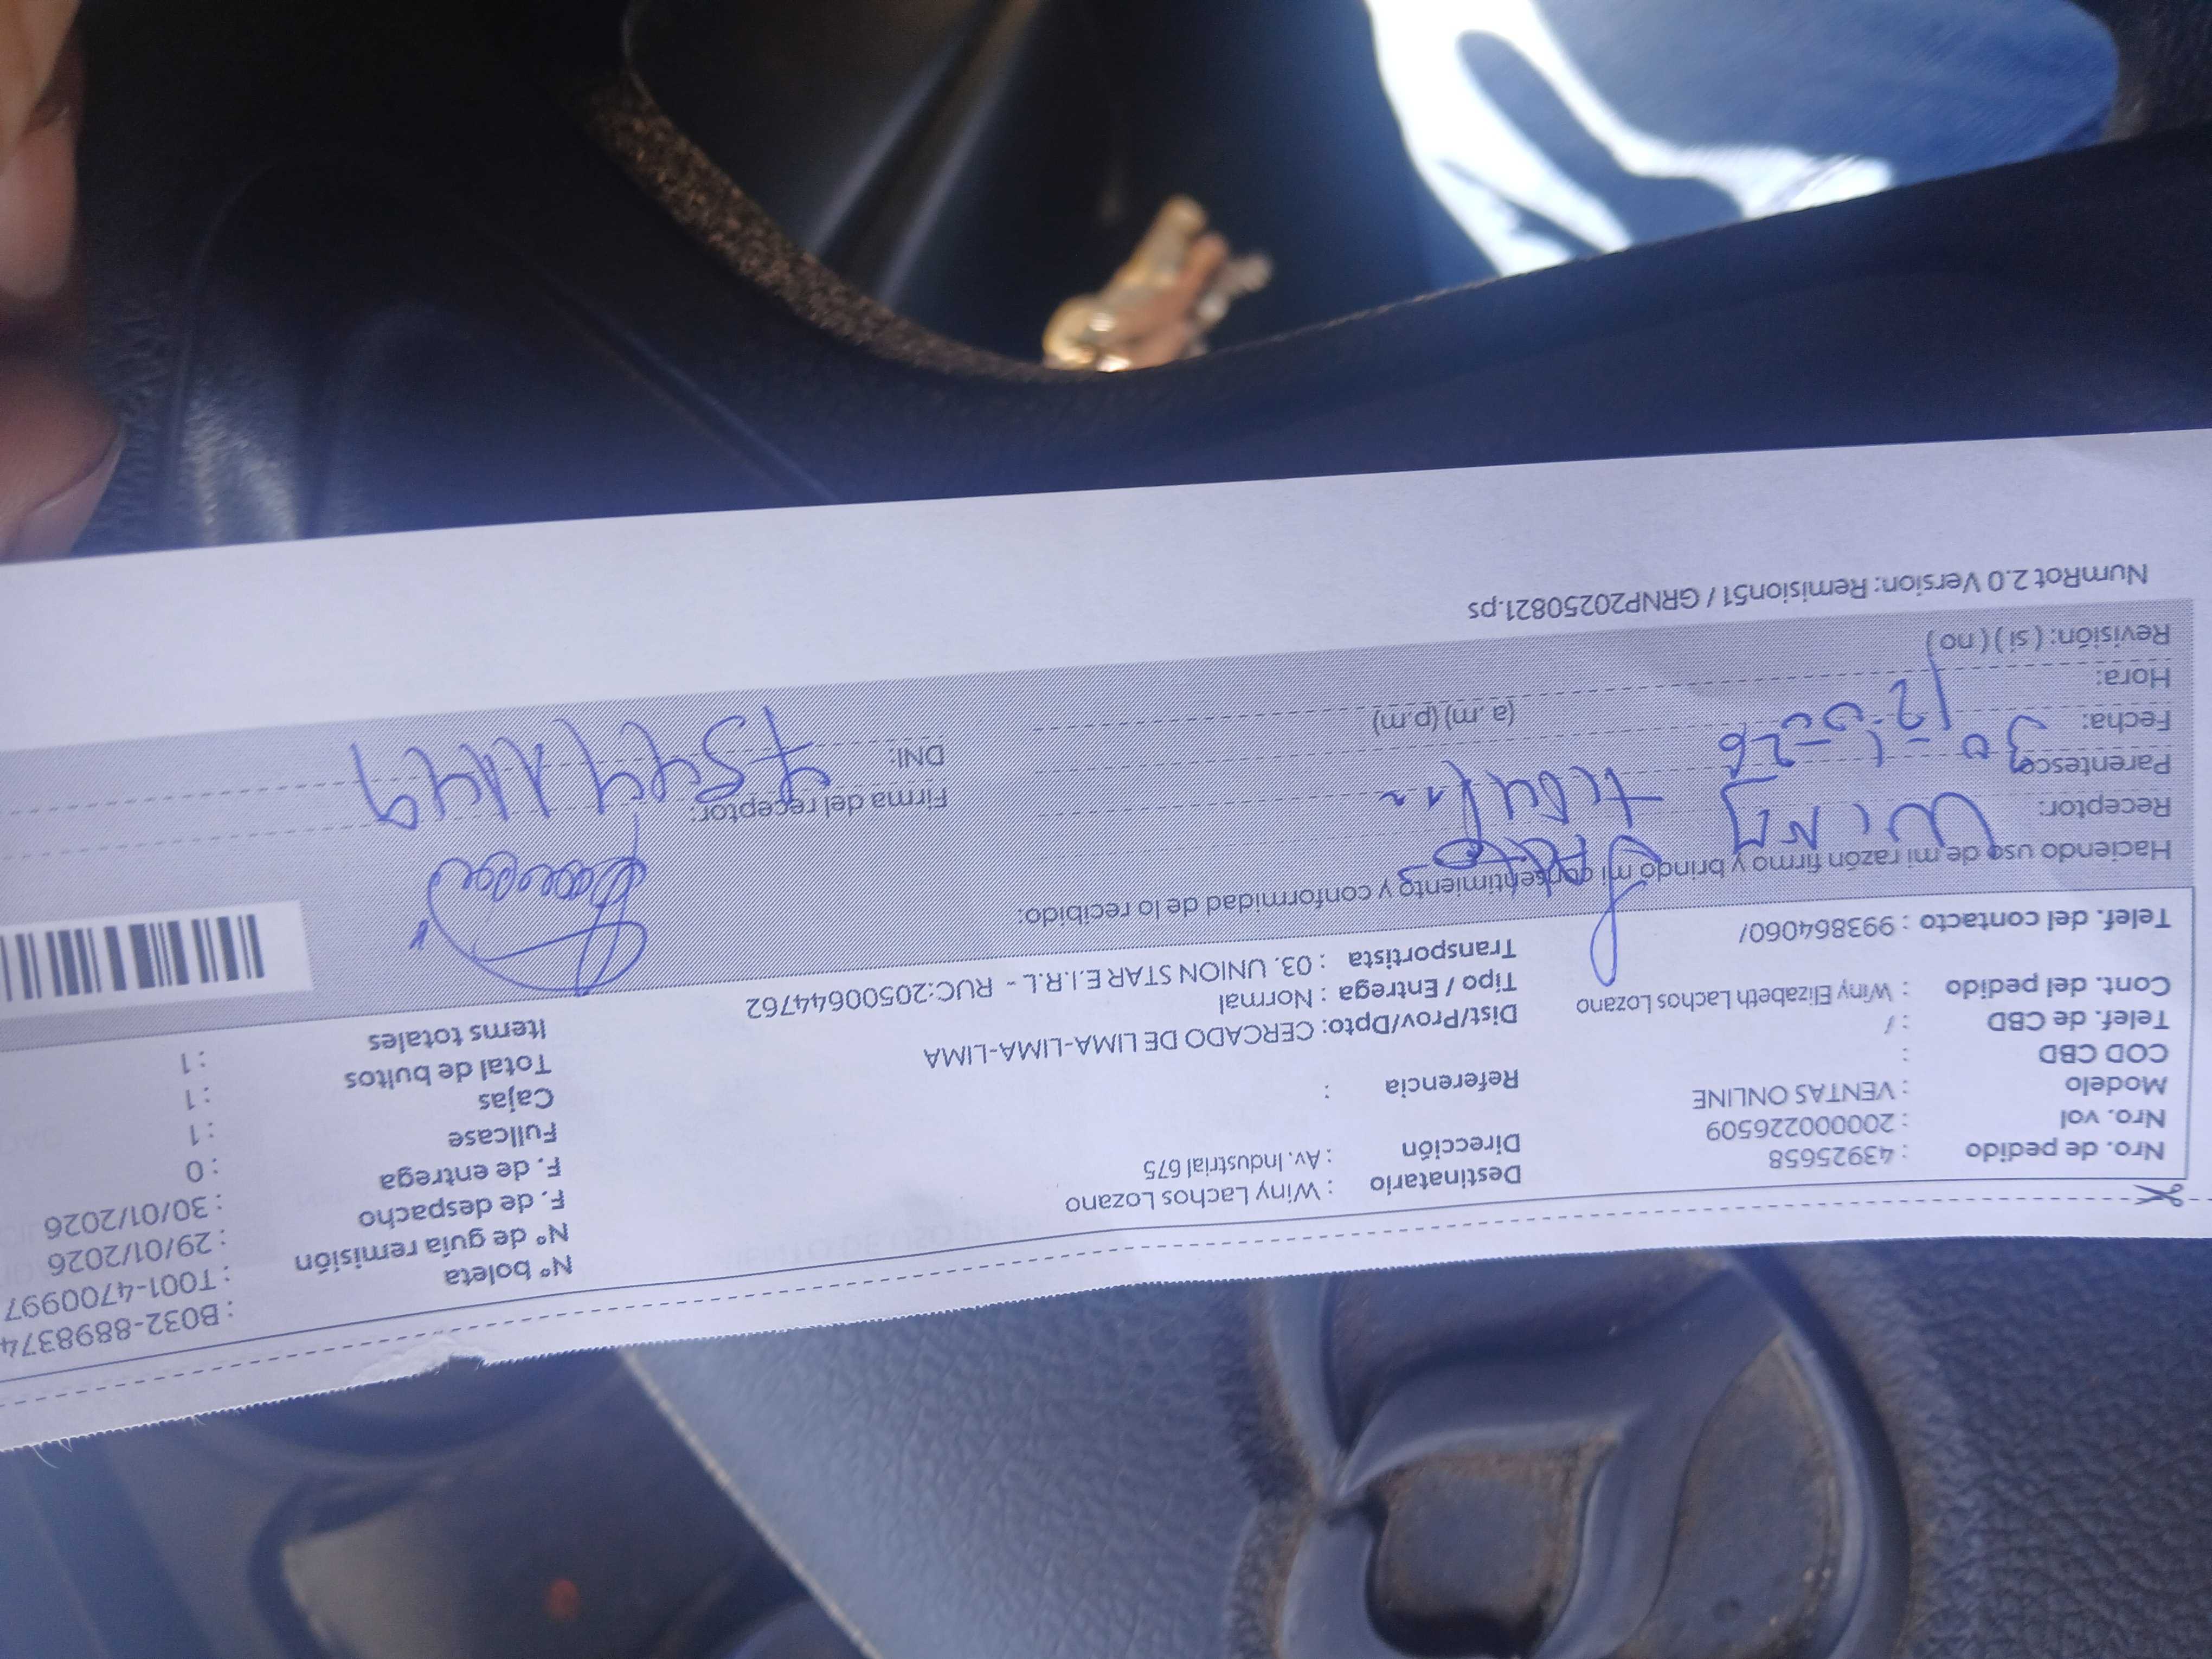 Nº boleta : B032-8898374
Nº de guia remisión : T001-4700997
F. de despacho : 29/01/2026
F. de entrega : 30/01/2026
Fullcase : 0
Cajas : 1
Total de bultos : 1
Items totales : 1
Nro. de pedido : 43925658
Nro. vol : 2000022650９
Modelo : VENTAS ONLINE
COD CBD :
Telef. de CBD : /
Cont. del pedido : Winy Elizabeth Lachos Lozano
Telef. del contacto : 993864060/
Destinatario : Winy Lachos Lozano
Dirección : Av. Industrial 675
Referencia :
Dist/Prov/Dpto: CERCADO DE LIMA-LIMA-LIMA
Tipo / Entrega : Normal
Transportista : 03. UNION STAR E.I.R.L - RUC:20500644762
Haciendo uso de mi razón firmo y brindo mi consentimiento y conformidad de lo recibido:
Receptor: Winy
Parentesco: titular
Fecha: 30-1-26
Hora: 12:00 (a.m) (p.m)
Revisión: ( si ) ( no )
Firma del receptor:
DNI:
NumRot 2.0 Version: Remision51 / GRNP20250821.ps